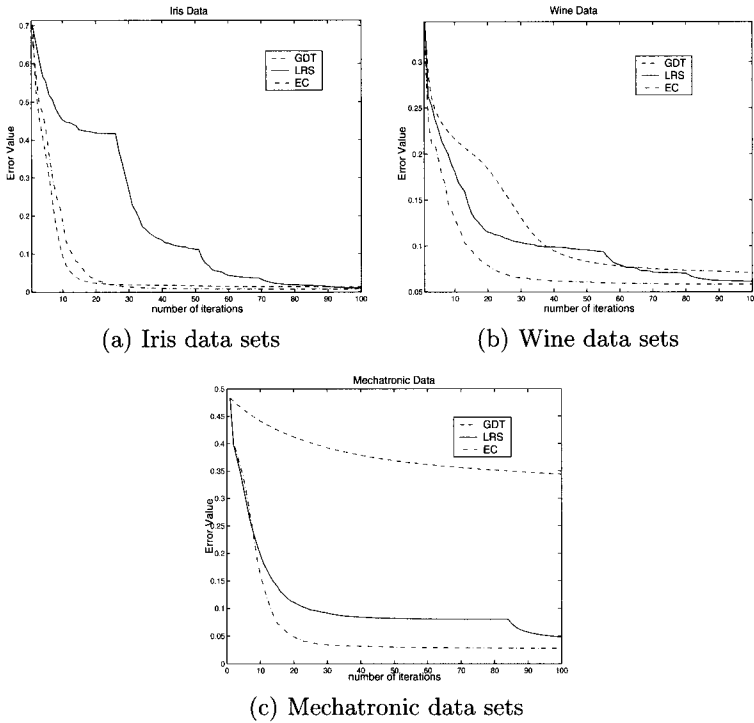 Iris Data
0.7
0.6
0.5
0.4
0.3
0.2
0.1
0
Error Value
GDT
LRS
EC
10 20 30 40 50 60 70 80 90 100
number of iterations
(a) Iris data sets
Wine Data
0.3
0.25
0.2
0.15
0.1
0.05
Error Value
GDT
LRS
EC
10 20 30 40 50 60 70 80 90 100
number of iterations
(b) Wine data sets
Mechatronic Data
0.5
0.45
0.4
0.35
0.3
0.25
0.2
0.15
0.1
0.05
0
Error Value
GDT
LRS
EC
0 10 20 30 40 50 60 70 80 90 100
number of iterations
(c) Mechatronic data sets